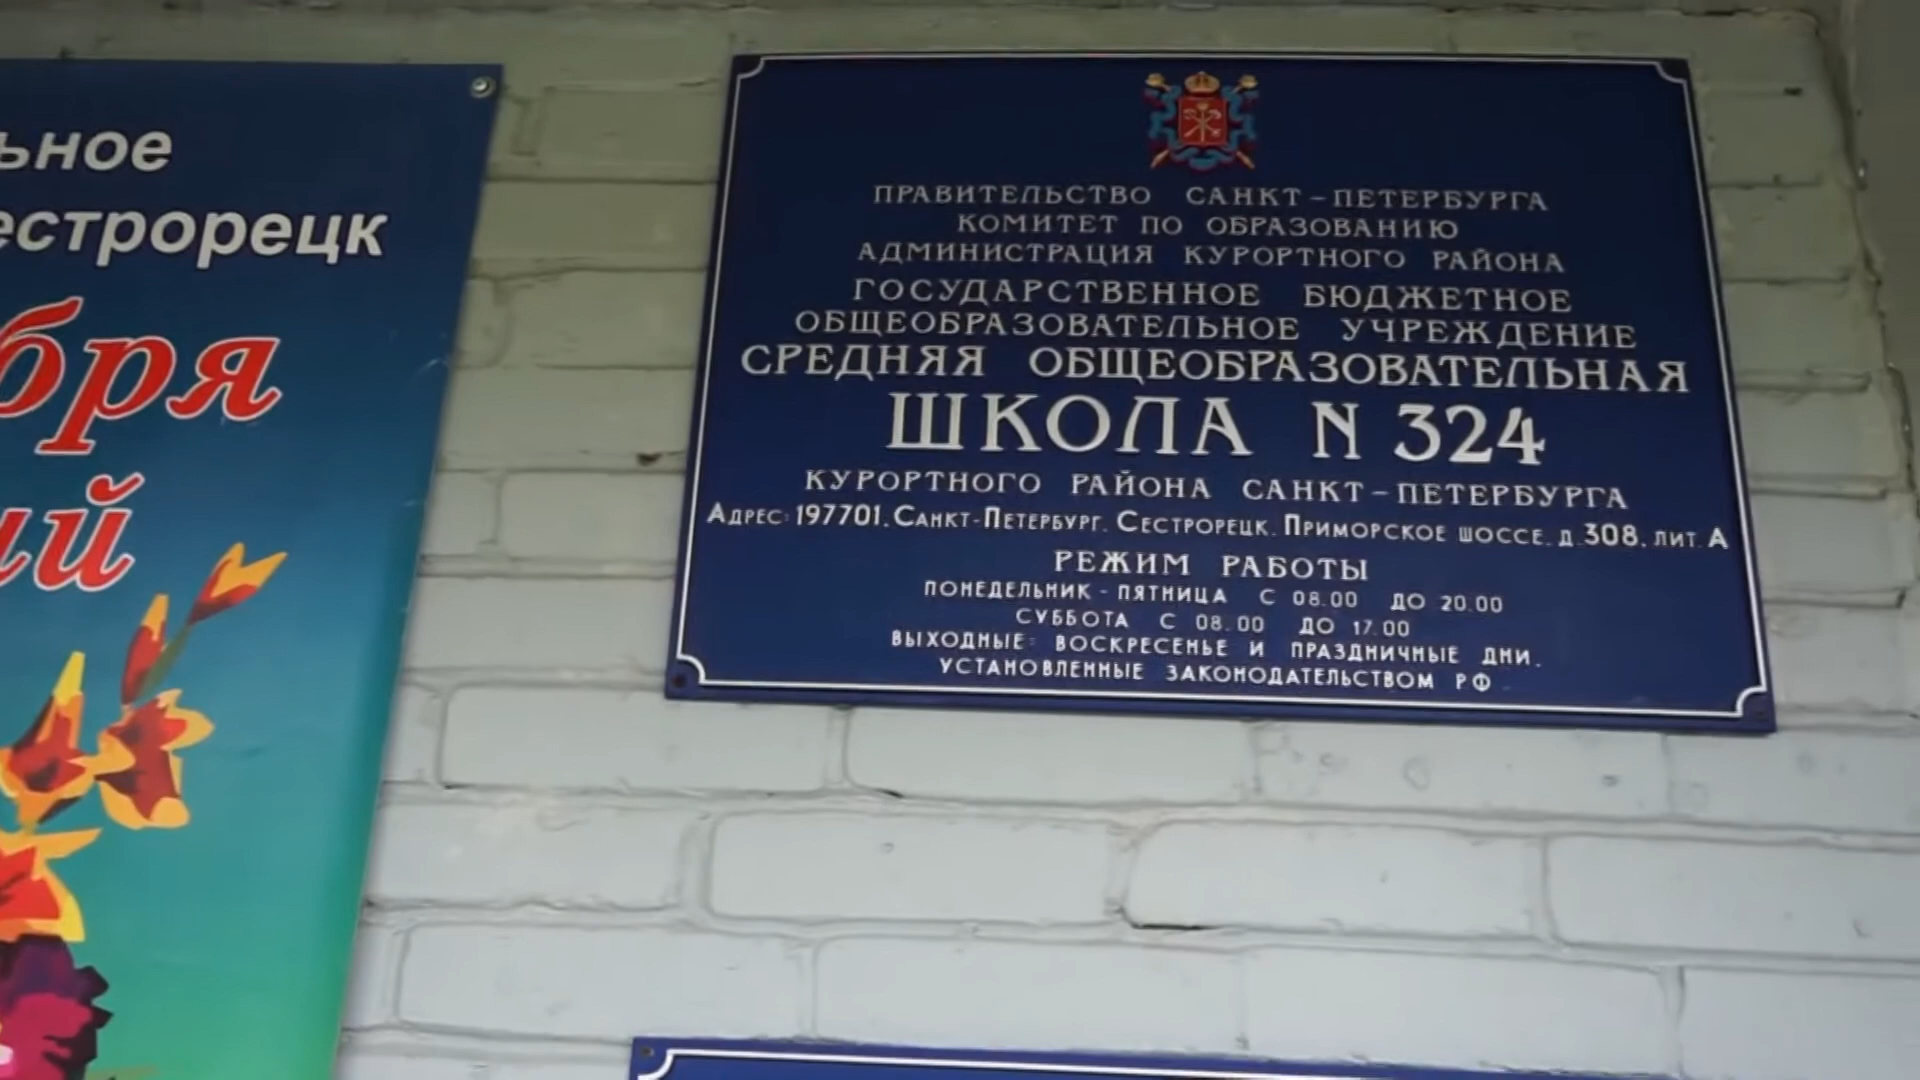 ьное
естрорецк
бря
ий
ПРАВИТЕЛЬСТВО САНКТ-ПЕТЕРБУРГА
КОМИТЕТ ПО ОБРАЗОВАНИЮ
АДМИНИСТРАЦИЯ КУРОРТНОГО РАЙОНА
ГОСУДАРСТВЕННОЕ БЮДЖЕТНОЕ
ОБЩЕОБРАЗОВАТЕЛЬНОЕ УЧРЕЖДЕНИЕ
СРЕДНЯЯ ОБЩЕОБРАЗОВАТЕЛЬНАЯ
ШКОЛА N 324
КУРОРТНОГО РАЙОНА САНКТ-ПЕТЕРБУРГА
Адрес: 197701, Санкт-Петербург, Сестрорецк, Приморское шоссе, д.308, лит. А
РЕЖИМ РАБОТЫ
ПОНЕДЕЛЬНИК - ПЯТНИЦА С 08.00 ДО 20.00
СУББОТА С 08.00 ДО 17.00
ВЫХОДНЫЕ: ВОСКРЕСЕНЬЕ И ПРАЗДНИЧНЫЕ ДНИ,
УСТАНОВЛЕННЫЕ ЗАКОНОДАТЕЛЬСТВОМ РФ